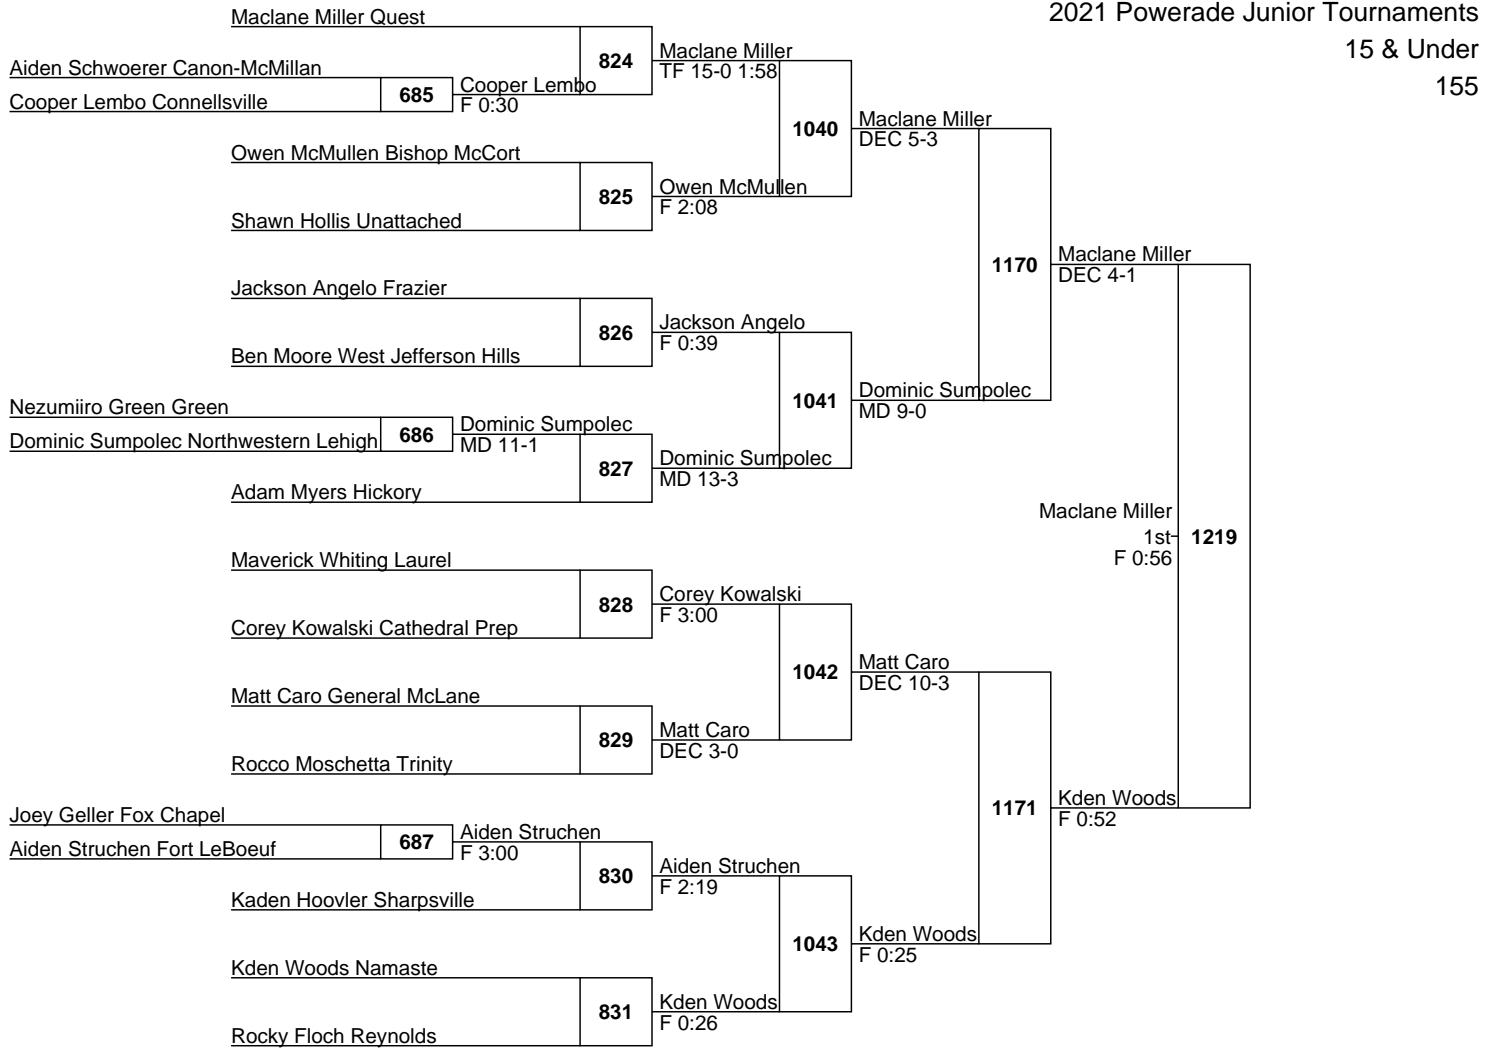 2021 Powerade Junior Tournaments
15 & Under
155
Maclane Miller Quest
824
Maclane Miller
TF 15-0 1:58
Aiden Schwoerer Canon-McMillan
Cooper Lembo Connellsville
685
Cooper Lembo
F 0:30
1040
Maclane Miller
DEC 5-3
Owen McMullen Bishop McCort
825
Owen McMullen
F 2:08
Shawn Hollis Unattached
1170
Maclane Miller
DEC 4-1
Jackson Angelo Frazier
826
Jackson Angelo
F 0:39
Ben Moore West Jefferson Hills
1041
Dominic Sumpolec
MD 9-0
Nezumiiro Green Green
Dominic Sumpolec Northwestern Lehigh
686
Dominic Sumpolec
MD 11-1
827
Dominic Sumpolec
MD 13-3
Adam Myers Hickory
Maclane Miller
1st
F 0:56
1219
Maverick Whiting Laurel
828
Corey Kowalski
F 3:00
Corey Kowalski Cathedral Prep
1042
Matt Caro
DEC 10-3
Matt Caro General McLane
829
Matt Caro
DEC 3-0
Rocco Moschetta Trinity
1171
Kden Woods
F 0:52
Joey Geller Fox Chapel
Aiden Struchen Fort LeBoeuf
687
Aiden Struchen
F 3:00
830
Aiden Struchen
F 2:19
Kaden Hoovler Sharpsville
1043
Kden Woods
F 0:25
Kden Woods Namaste
831
Kden Woods
F 0:26
Rocky Floch Reynolds